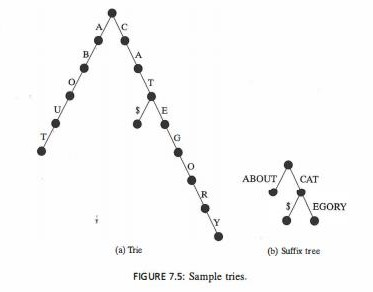 A C
B A
O T
U $ E
T G
O
R
Y
ABOUT CAT
$ EGORY
(a) Trie (b) Suffix tree
FIGURE 7.5: Sample tries.